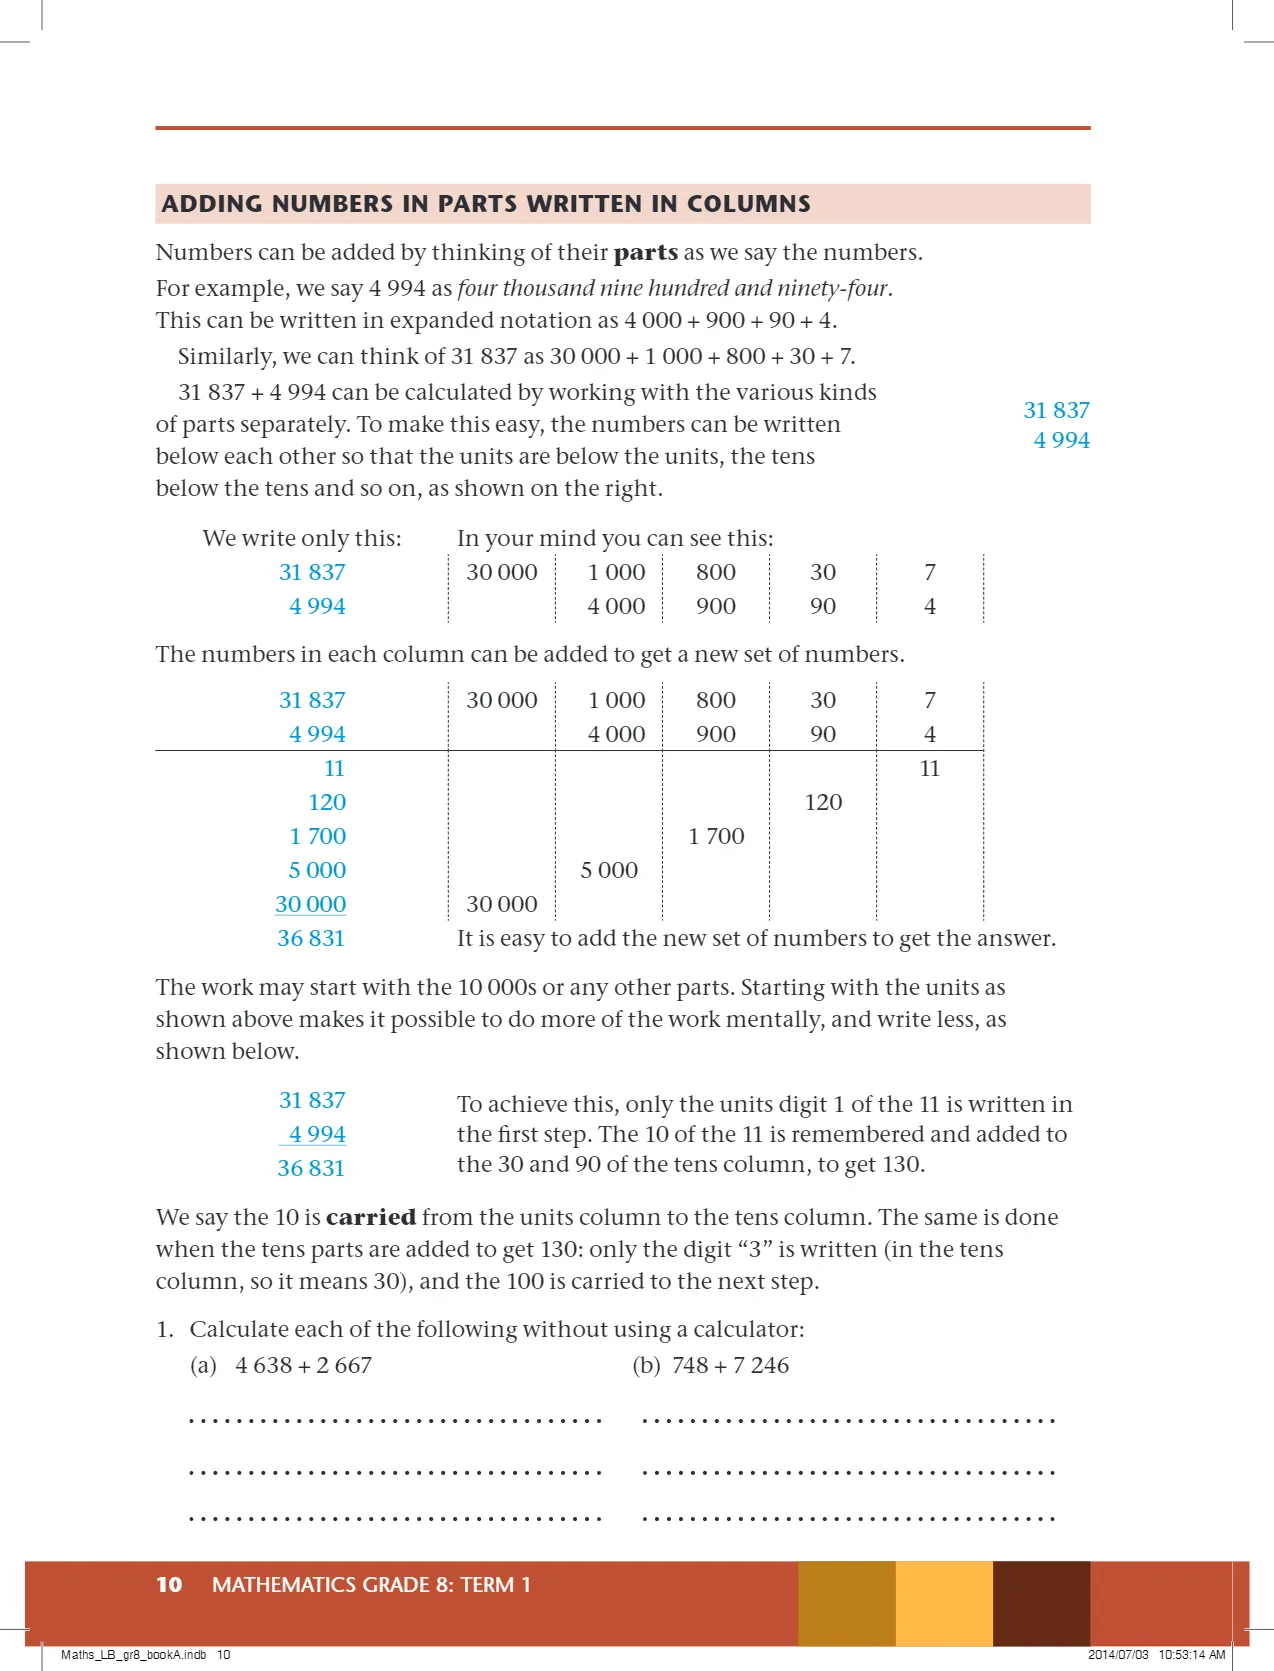 ADDING NUMBERS IN PARTS WRITTEN IN COLUMNS
Numbers can be added by thinking of their parts as we say the numbers.
For example, we say 4 994 as four thousand nine hundred and ninety-four.
This can be written in expanded notation as 4 000 + 900 + 90 + 4.
Similarly, we can think of 31 837 as 30 000 + 1 000 + 800 + 30 + 7.
31 837 + 4 994 can be calculated by working with the various kinds
of parts separately. To make this easy, the numbers can be written
below each other so that the units are below the units, the tens
below the tens and so on, as shown on the right.
31 837
4 994
We write only this: In your mind you can see this:
31 837 30 000 1 000 800 30 7
4 994 4 000 900 90 4
The numbers in each column can be added to get a new set of numbers.
31 837 30 000 1 000 800 30 7
4 994 4 000 900 90 4
11 11
120 120
1 700 1 700
5 000 5 000
30 000 30 000
36 831 It is easy to add the new set of numbers to get the answer.
The work may start with the 10 000s or any other parts. Starting with the units as
shown above makes it possible to do more of the work mentally, and write less, as
shown below.
31 837
4 994
36 831
To achieve this, only the units digit 1 of the 11 is written in
the first step. The 10 of the 11 is remembered and added to
the 30 and 90 of the tens column, to get 130.
We say the 10 is carried from the units column to the tens column. The same is done
when the tens parts are added to get 130: only the digit “3” is written (in the tens
column, so it means 30), and the 100 is carried to the next step.
1. Calculate each of the following without using a calculator:
(a) 4 638 + 2 667 (b) 748 + 7 246
10 MATHEMATICS GRADE 8: TERM 1
Maths_LB_gr8_bookA.indb 10 2014/07/03 10:53:14 AM